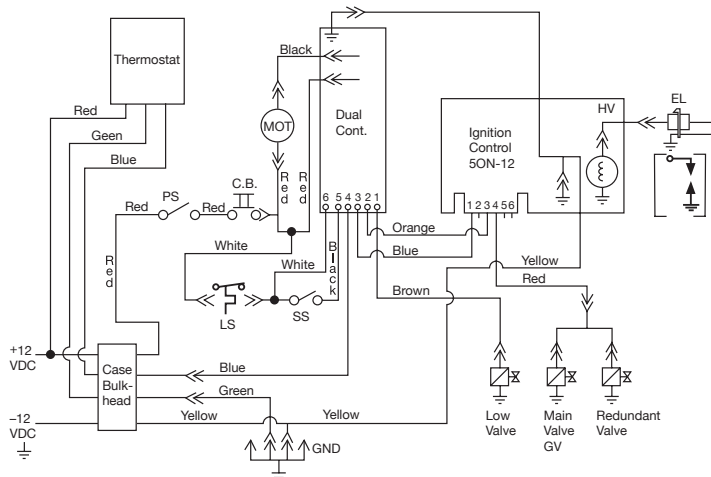 Black
Thermostat
HV
EL
Red
MOT
Dual
Cont.
Ignition
Control
5ON-12
Geen
Blue
Red
Red
PS
C.B.
Red
Red
6 5 4 3 2 1
1 2 3 4 5 6
Orange
White
Blue
Yellow
White
Black
Red
Red
Brown
LS
SS
+12
VDC
Case
Bulk-
head
Blue
Green
–12
VDC
Yellow
Yellow
GND
Low
Valve
Main
Valve
GV
Redundant
Valve